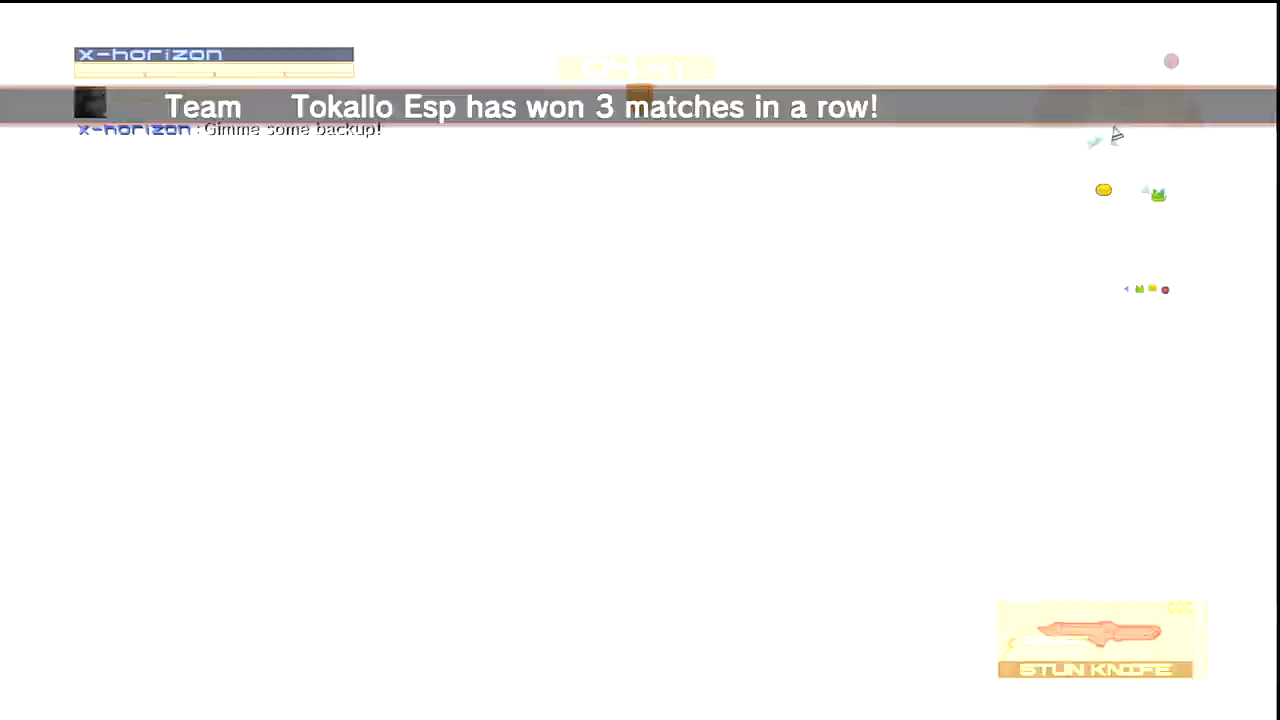 x-horizon
Team Tokallo Esp has won 3 matches in a row!
x-horizon : Gimme some backup!
STUN KNIFE